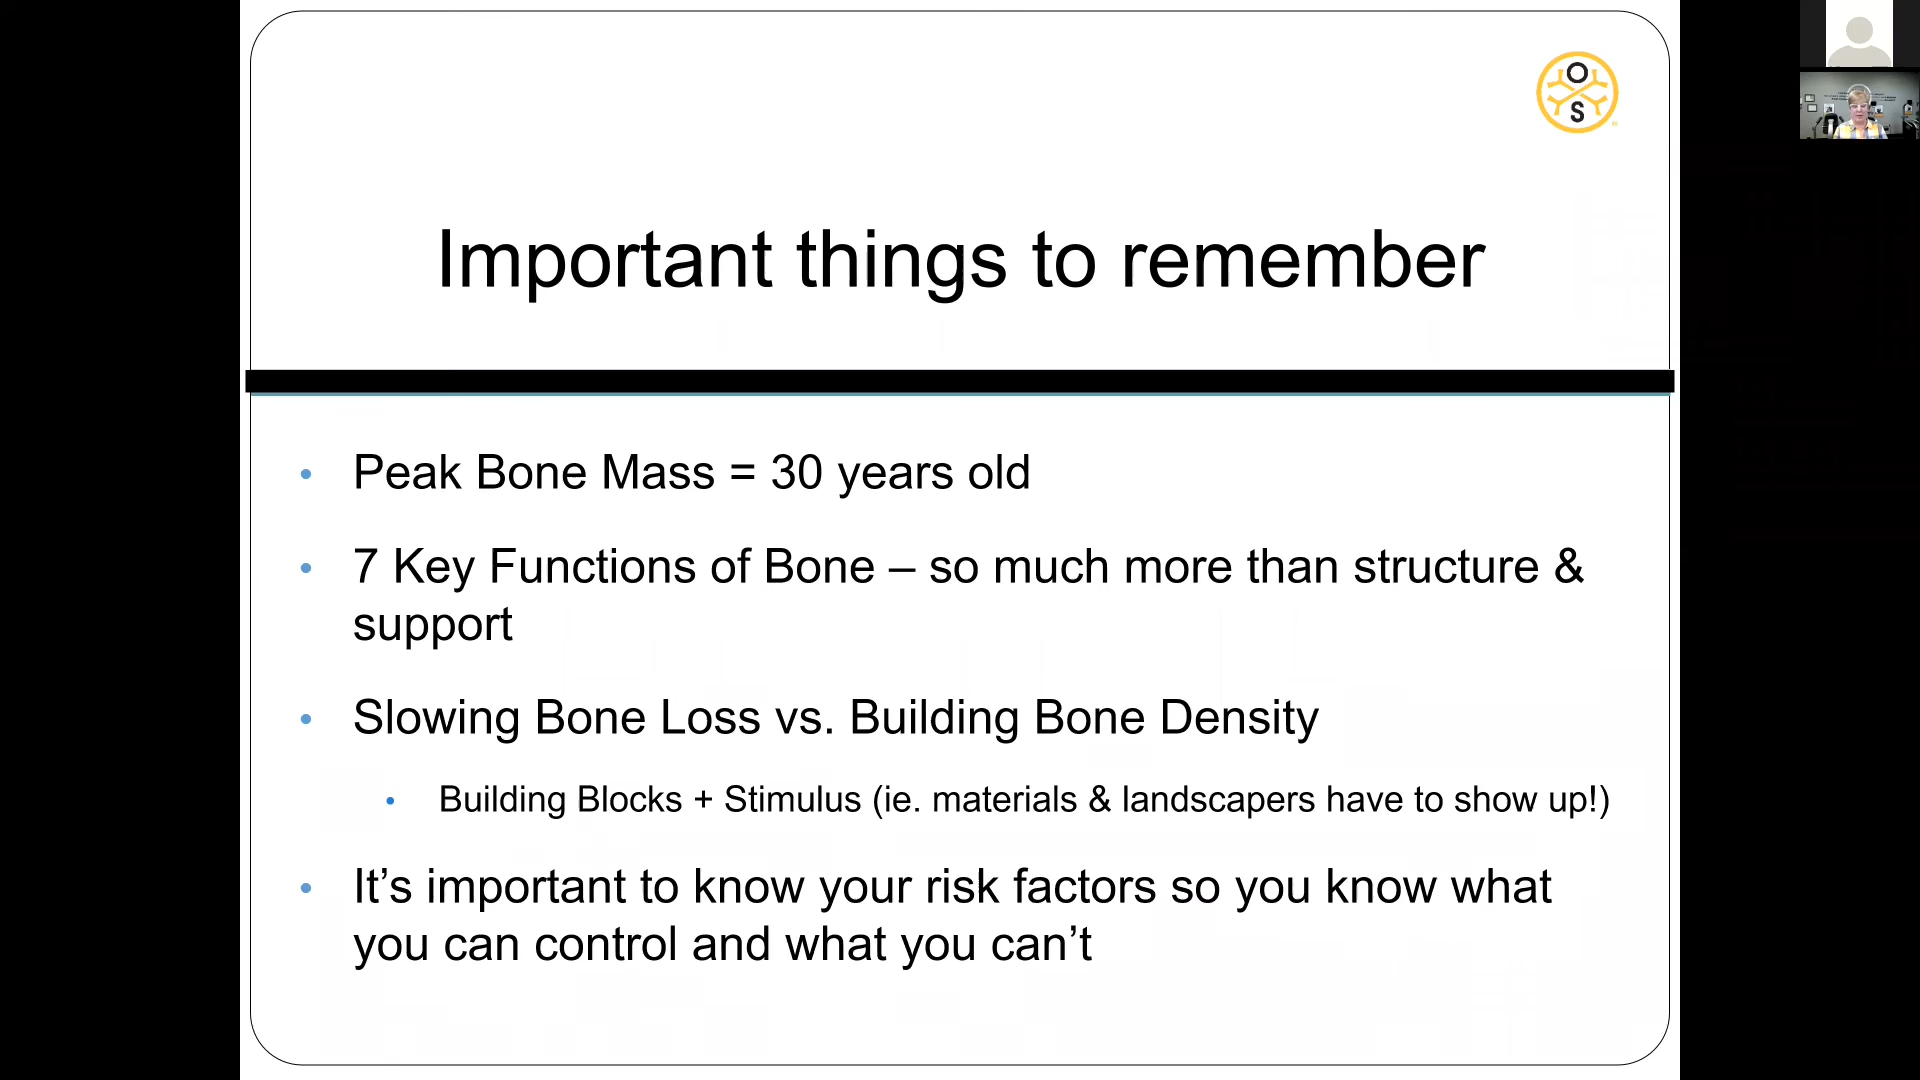 O
S
Important things to remember
• Peak Bone Mass = 30 years old
• 7 Key Functions of Bone – so much more than structure &
support
• Slowing Bone Loss vs. Building Bone Density
• Building Blocks + Stimulus (ie. materials & landscapers have to show up!)
• It’s important to know your risk factors so you know what
you can control and what you can’t